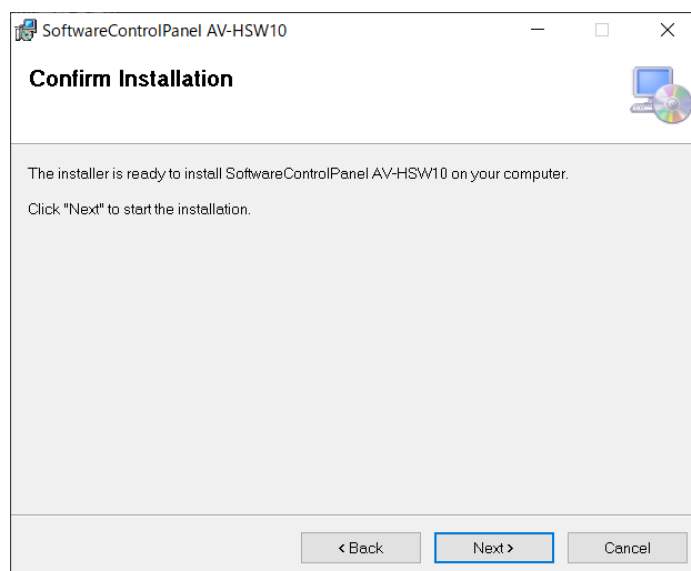 SoftwareControlPanel AV-HSW10
Confirm Installation
The installer is ready to install SoftwareControlPanel AV-HSW10 on your computer.
Click "Next" to start the installation.
< Back
Next >
Cancel